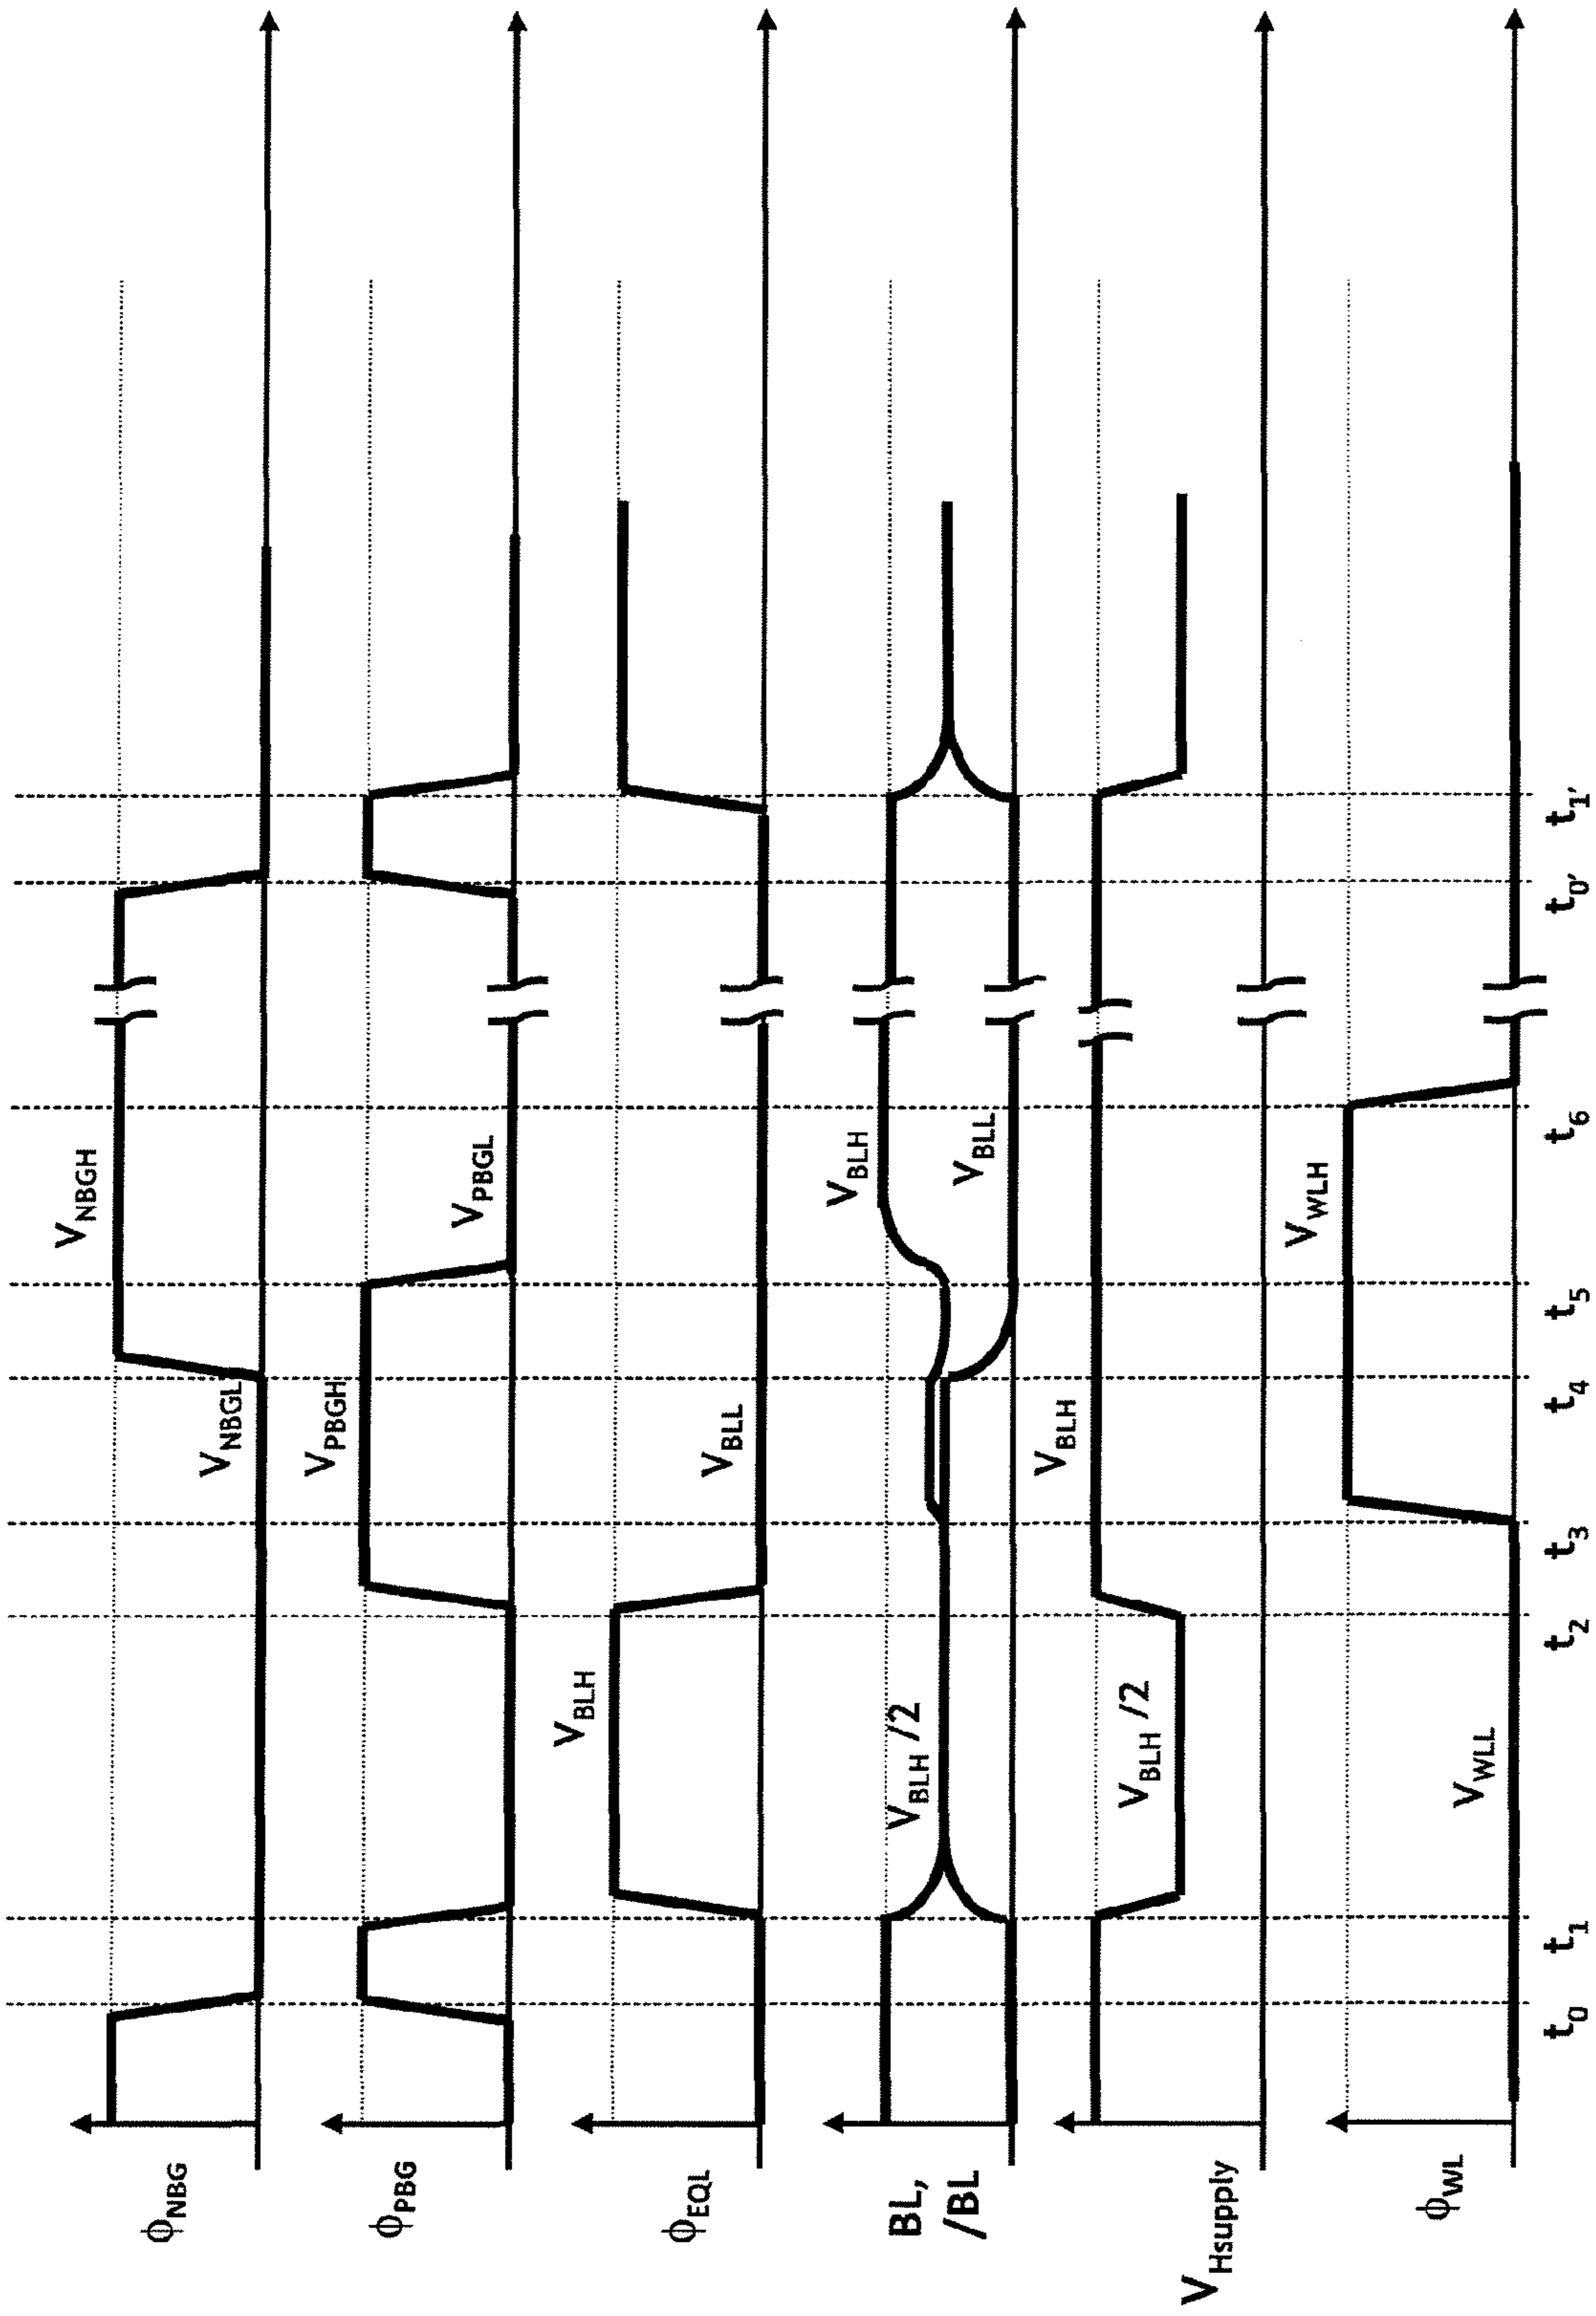 ϕNBG
VNBGL
VNBGH
ϕPBG
VPBGH
VPBGL
ϕEQL
VBLH
VBLL
BL,
/BL
VBLH /2
VBLH
VBLL
VHsupply
VBLH /2
VBLH
ϕWL
VWLL
VWLH
t0 t1 t2 t3 t4 t5 t6 t0' t1'